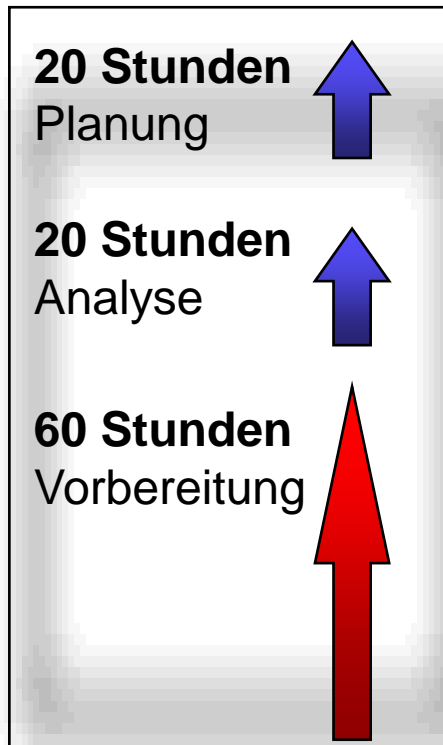 20 Stunden
Planung
20 Stunden
Analyse
60 Stunden
Vorbereitung